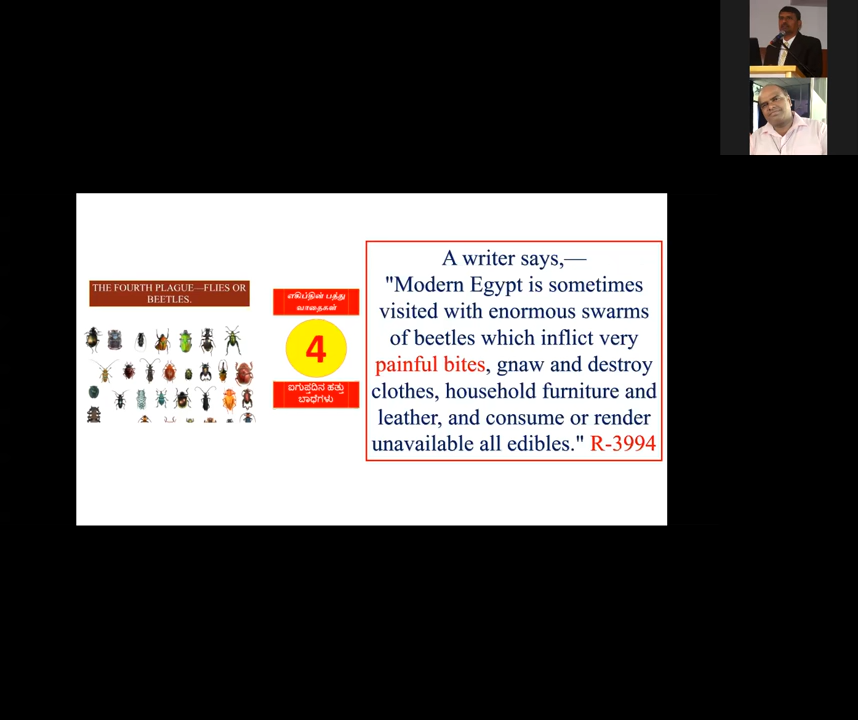 THE FOURTH PLAGUE—FLIES OR
BEETLES.
எகிப்தின் பத்து
வாதைகள்
4
ಐಗುಪ್ತದಿನ ಹತ್ತು
ಬಾಧೆಗಳು
A writer says,—
"Modern Egypt is sometimes
visited with enormous swarms
of beetles which inflict very
painful bites, gnaw and destroy
clothes, household furniture and
leather, and consume or render
unavailable all edibles." R-3994